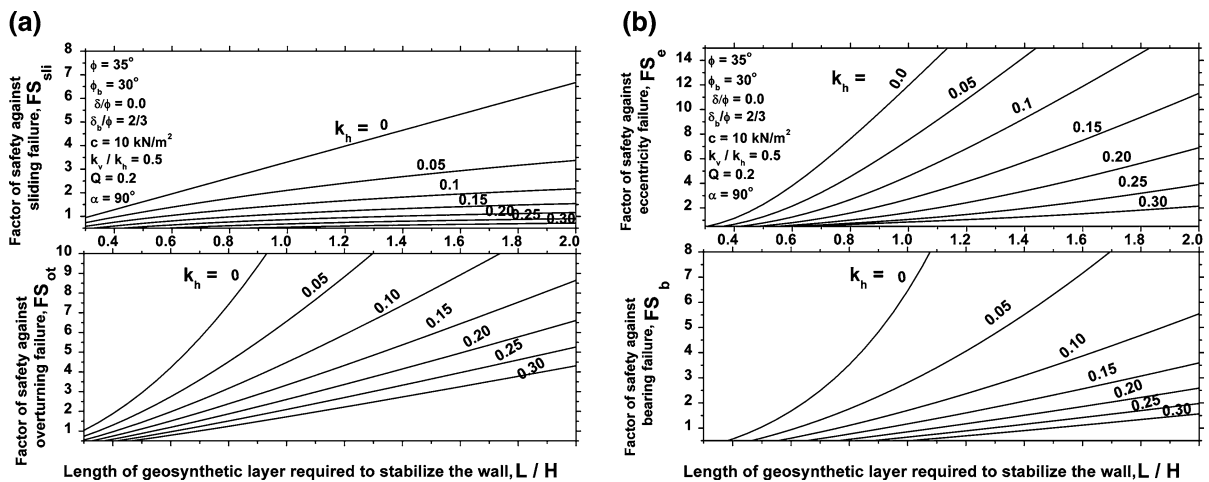 (a)
Factor of safety against
sliding failure, FS sli
8
7
6
5
4
3
2
1
ϕ = 35°
ϕb = 30°
δ/ϕ = 0.0
δb/ϕ = 2/3
c = 10 kN/m²
kv / kh = 0.5
Q = 0.2
α = 90°
kh = 0
0.05
0.1
0.15
0.20
0.25
0.30
0.4 0.6 0.8 1.0 1.2 1.4 1.6 1.8 2.0
Factor of safety against
overturning failure, FS ot
10
9
8
7
6
5
4
3
2
1
kh = 0
0.05
0.10
0.15
0.20
0.25
0.30
Length of geosynthetic layer required to stabilize the wall, L / H
(b)
Factor of safety against
eccentricity failure, FS e
14
12
10
8
6
4
2
ϕ = 35°
ϕb = 30°
δ/ϕ = 0.0
δb/ϕ = 2/3
c = 10 kN/m²
kv / kh = 0.5
Q = 0.2
α = 90°
kh = 0.0
0.05
0.1
0.15
0.20
0.25
0.30
0.4 0.6 0.8 1.0 1.2 1.4 1.6 1.8 2.0
Factor of safety against
bearing failure, FS b
8
7
6
5
4
3
2
1
kh = 0
0.05
0.10
0.15
0.20
0.25
0.30
Length of geosynthetic layer required to stabilize the wall, L / H